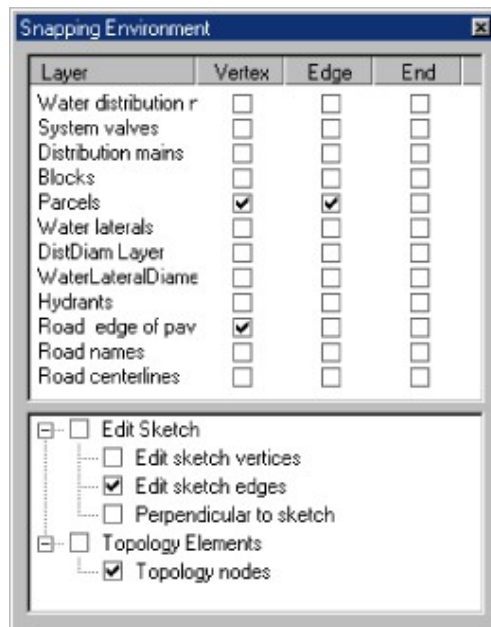 Snapping Environment
Layer Vertex Edge End
Water distribution r
System valves
Distribution mains
Blocks
Parcels
Water laterals
DistDiam Layer
WaterLateralDiame
Hydrants
Road edge of pav
Road names
Road centerlines
Edit Sketch
Edit sketch vertices
Edit sketch edges
Perpendicular to sketch
Topology Elements
Topology nodes